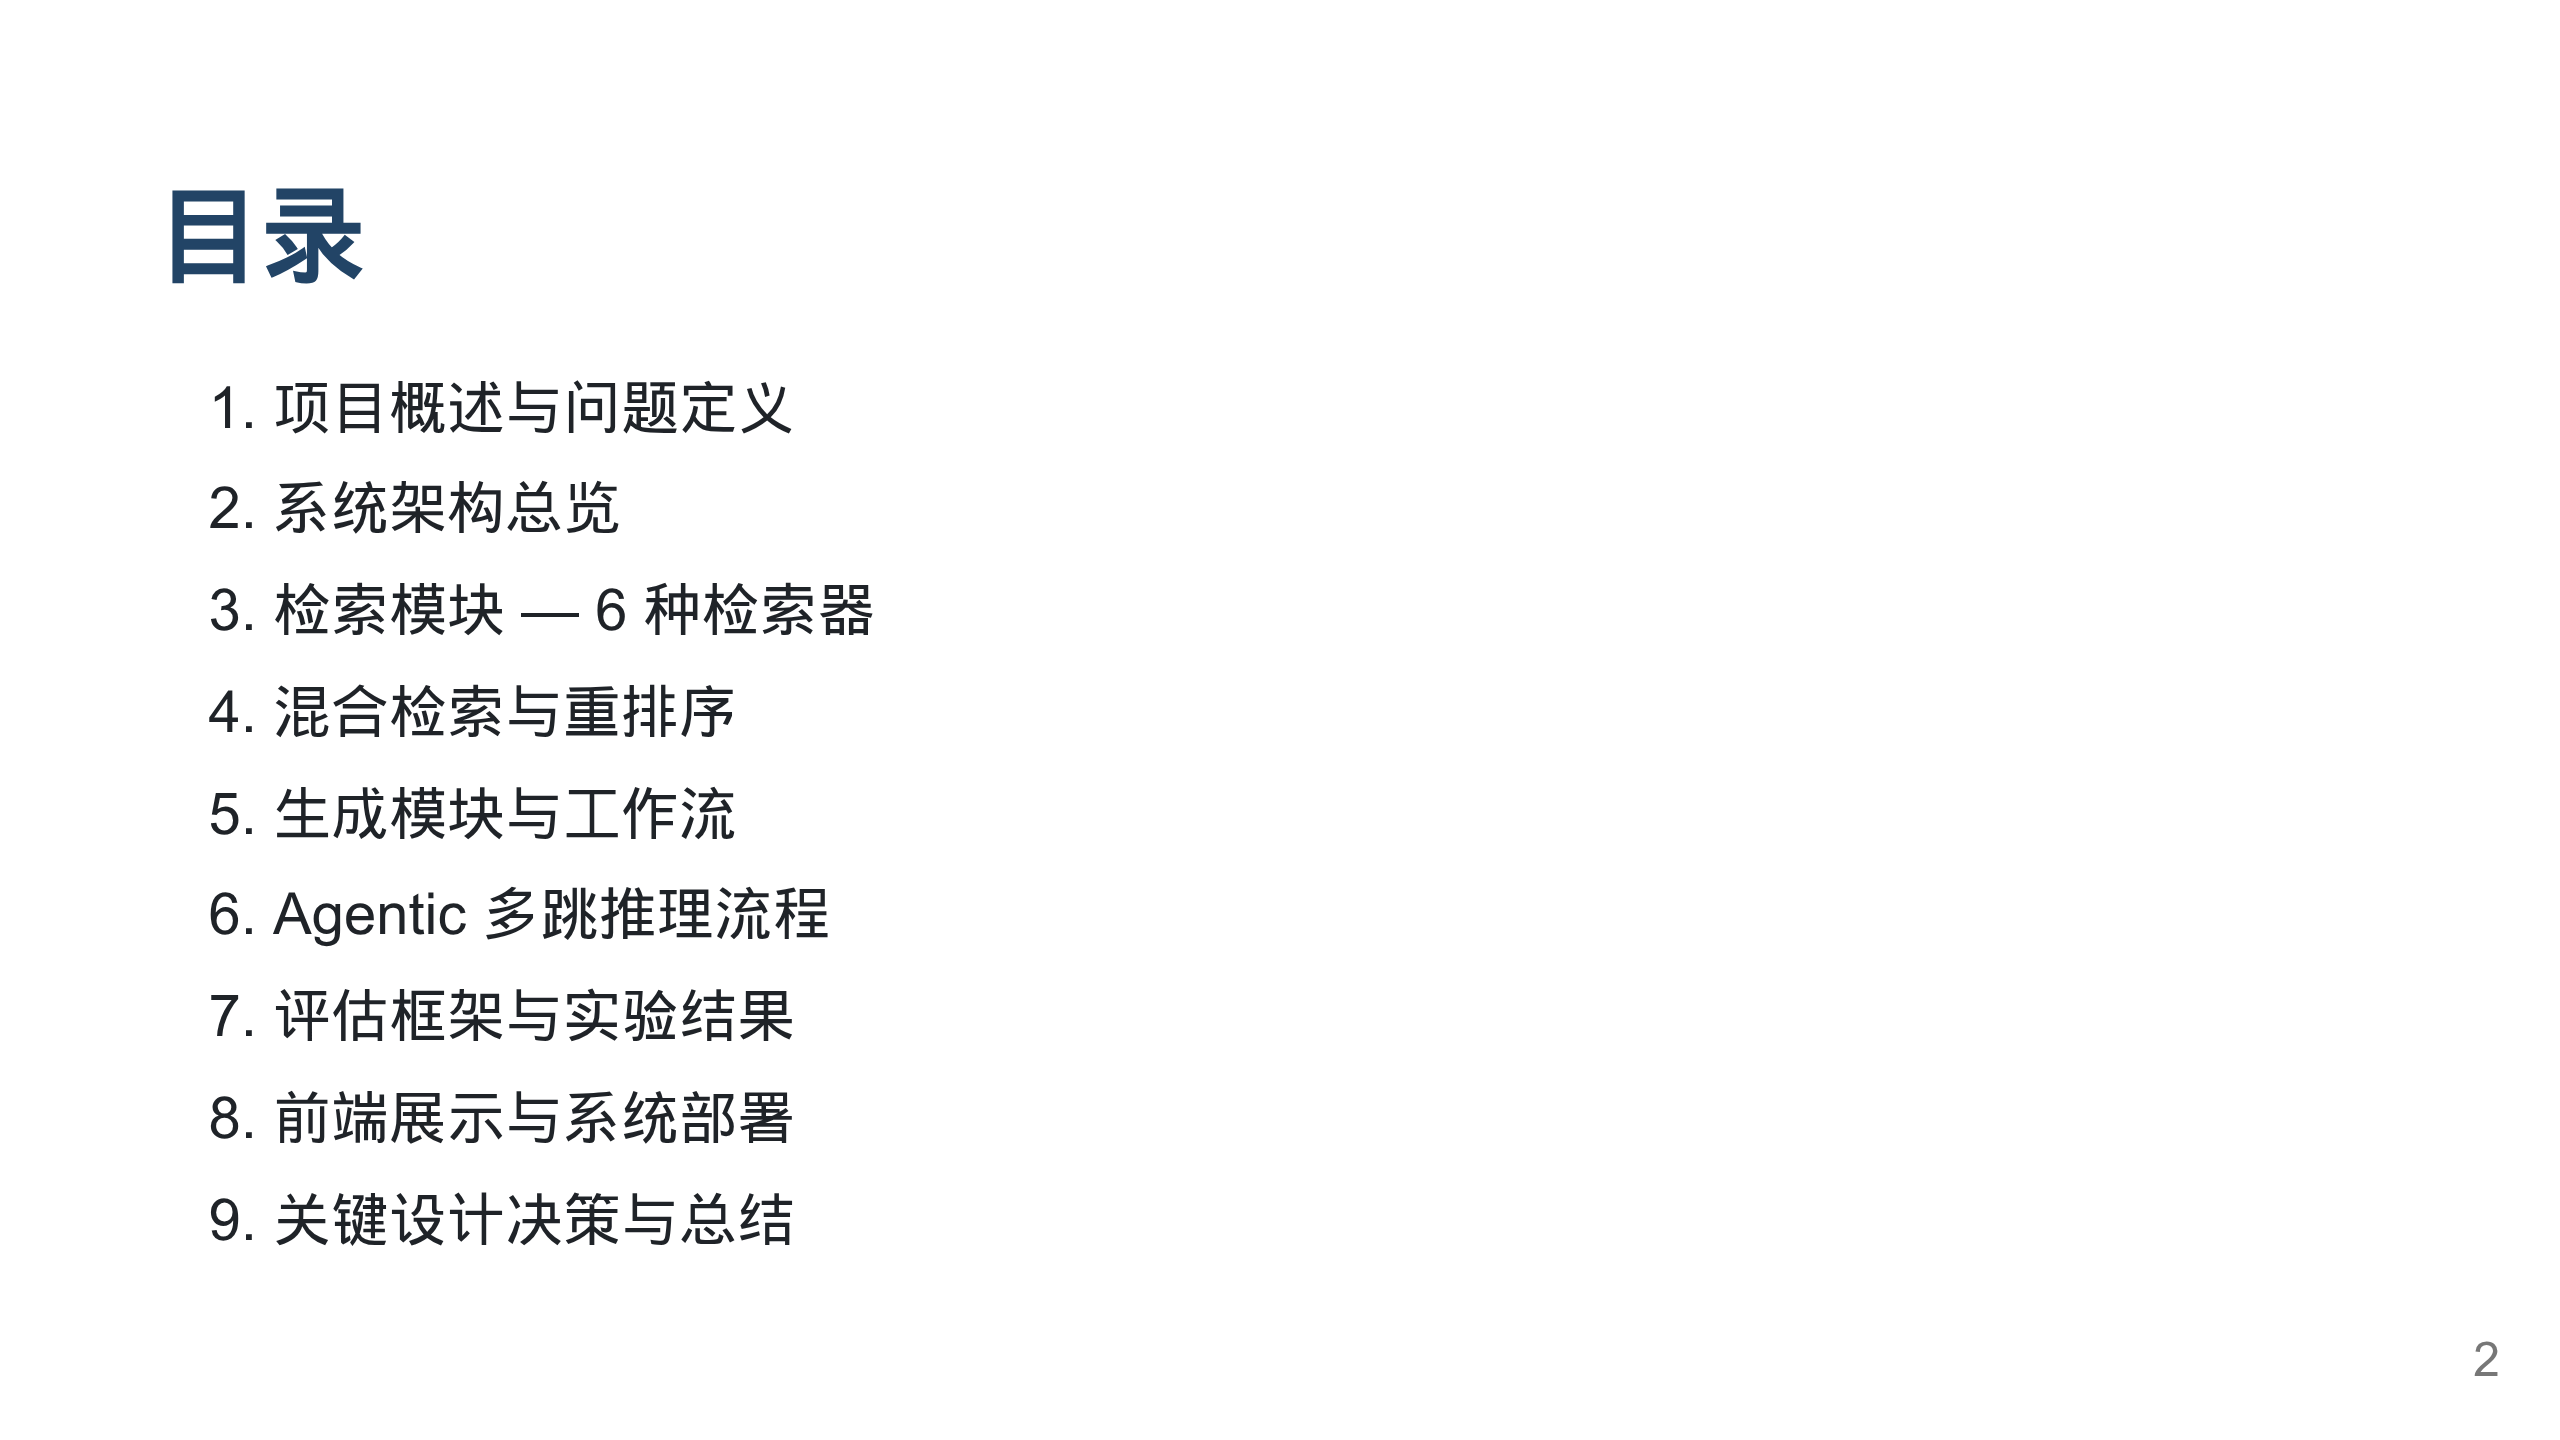 目录
1. 项目概述与问题定义
2. 系统架构总览
3. 检索模块 — 6 种检索器
4. 混合检索与重排序
5. 生成模块与工作流
6. Agentic 多跳推理流程
7. 评估框架与实验结果
8. 前端展示与系统部署
9. 关键设计决策与总结
2